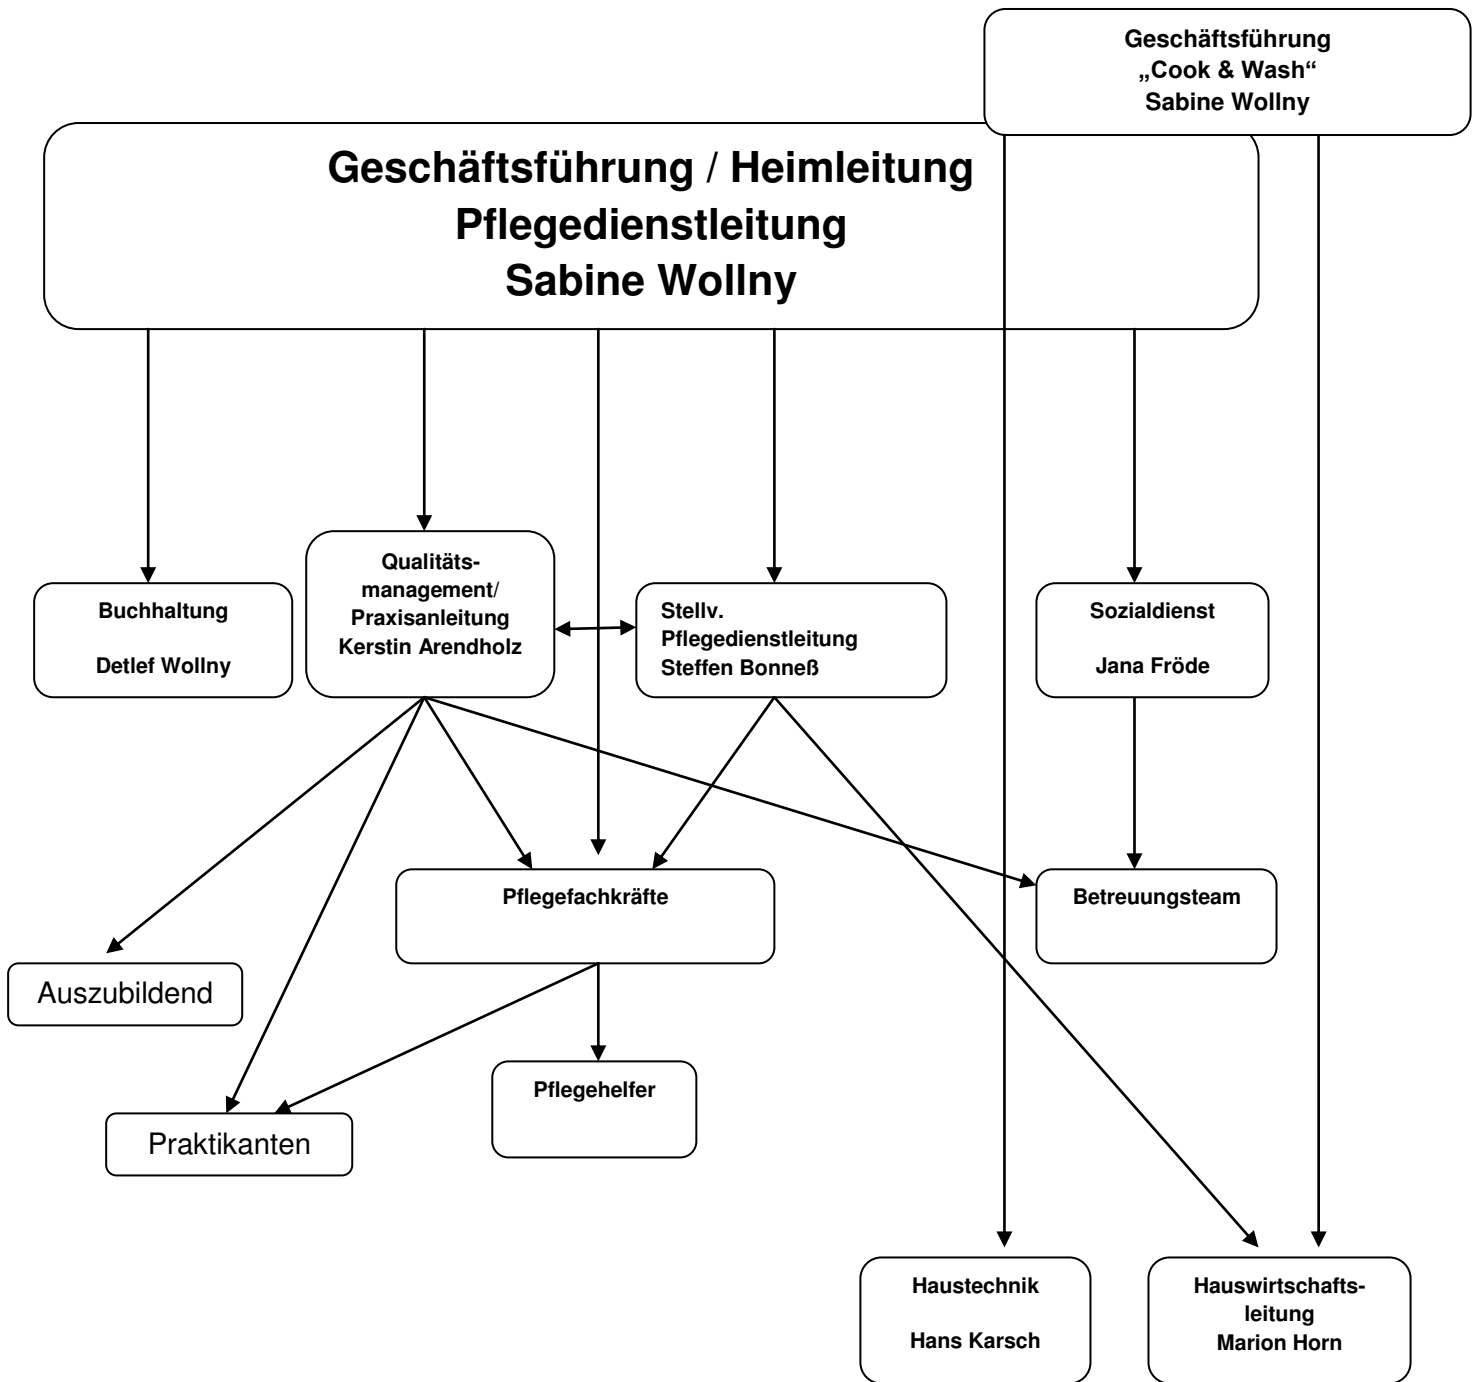 Geschäftsführung
„Cook & Wash“
Sabine Wollny
Geschäftsführung / Heimleitung
Pflegedienstleitung
Sabine Wollny
Buchhaltung
Detlef Wollny
Qualitäts-
management/
Praxisanleitung
Kerstin Arendholz
Stellv.
Pflegedienstleitung
Steffen Bonneß
Sozialdienst
Jana Fröde
Pflegefachkräfte
Betreuungsteam
Auszubildend
Pflegehelfer
Praktikanten
Haustechnik
Hans Karsch
Hauswirtschafts-
leitung
Marion Horn